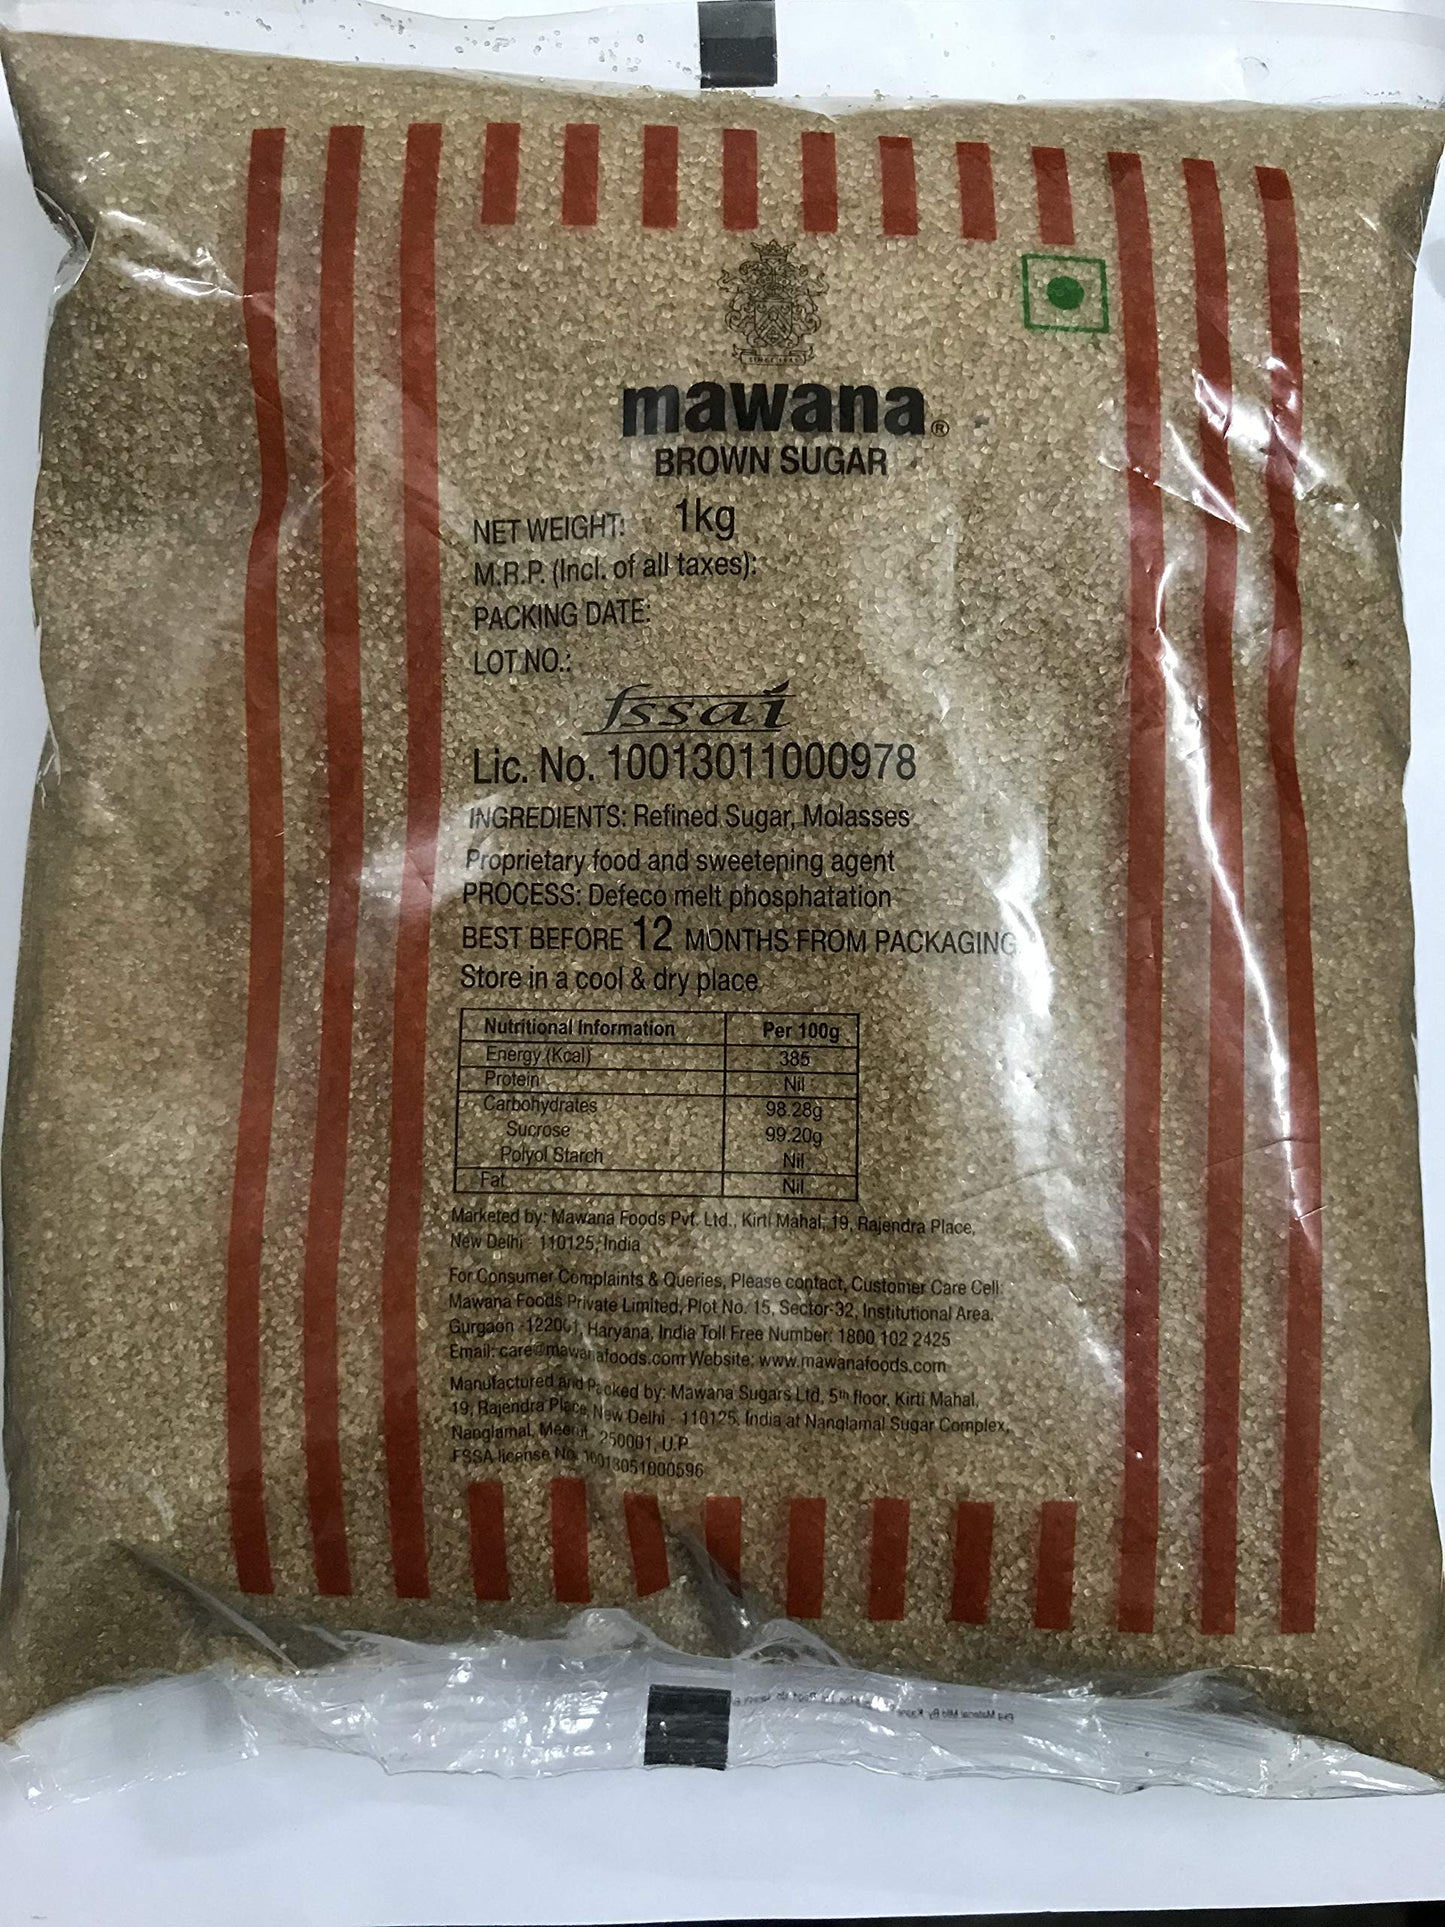 SINCE
mawana®
BROWN SUGAR
NET WEIGHT: 1kg
M.R.P. (Incl. of all taxes):
PACKING DATE:
LOT NO.:
fssai
Lic. No. 10013011000978
INGREDIENTS: Refined Sugar, Molasses
Proprietary food and sweetening agent
PROCESS: Defeco melt phosphatation
BEST BEFORE 12 MONTHS FROM PACKAGING
Store in a cool & dry place
Nutritional Information Per 100g
Energy (Kcal) 385
Protein Nil
Carbohydrates 98.28g
Sucrose 99.20g
Polyol Starch Nil
Fat Nil
Marketed by: Mawana Foods Pvt. Ltd., Kirti Mahal, 19, Rajendra Place,
New Delhi - 110125, India
For Consumer Complaints & Queries, Please contact, Customer Care Cell:
Mawana Foods Private Limited, Plot No. 15, Sector-32, Institutional Area,
Gurgaon -122001, Haryana, India Toll Free Number: 1800 102 2425
Email: care@mawanafoods.com Website: www.mawanafoods.com
Manufactured and Packed by: Mawana Sugars Ltd, 5th floor, Kirti Mahal,
19, Rajendra Place, New Delhi - 110125, India at Nanglamal Sugar Complex,
Nanglamal, Meerut - 250001, U.P.
FSSA license No. 10013051000596